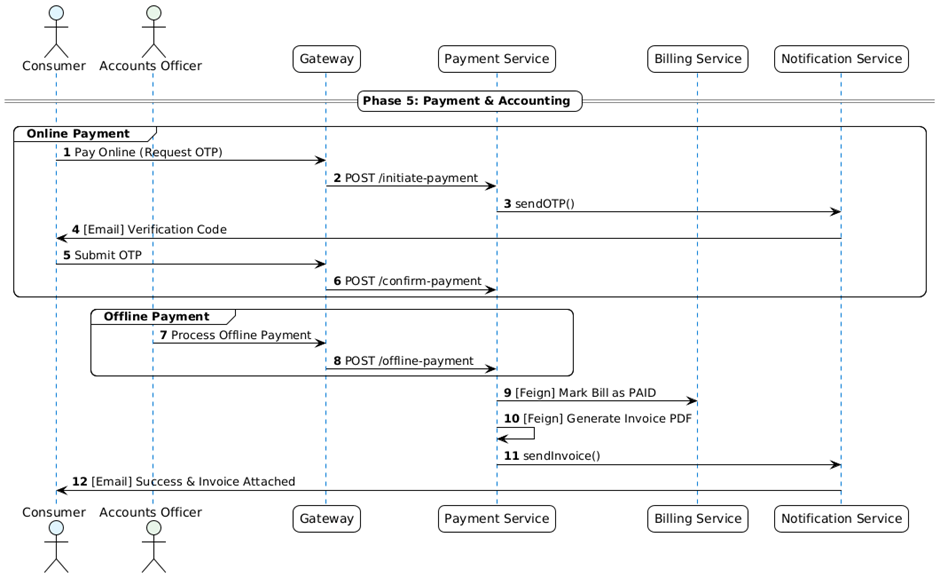 Consumer
Accounts Officer
Gateway
Payment Service
Billing Service
Notification Service
Phase 5: Payment & Accounting
Online Payment
1 Pay Online (Request OTP)
2 POST /initiate-payment
3 sendOTP()
4 [Email] Verification Code
5 Submit OTP
6 POST /confirm-payment
Offline Payment
7 Process Offline Payment
8 POST /offline-payment
9 [Feign] Mark Bill as PAID
10 [Feign] Generate Invoice PDF
11 sendInvoice()
12 [Email] Success & Invoice Attached
Consumer
Accounts Officer
Gateway
Payment Service
Billing Service
Notification Service